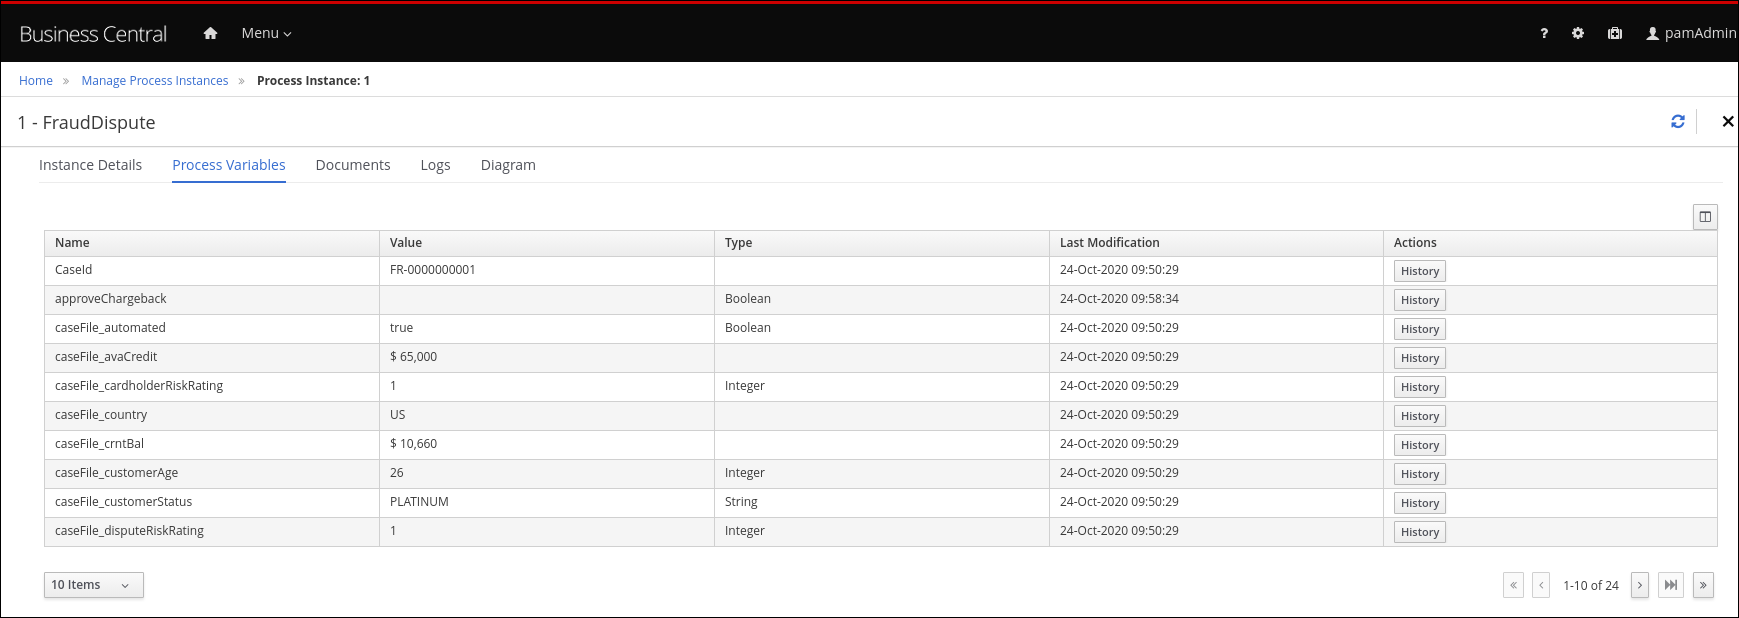 Business Central Menu ? pamAdmin
Home » Manage Process Instances » Process Instance: 1
1 - FraudDispute
Instance Details Process Variables Documents Logs Diagram
Name Value Type Last Modification Actions
CaseId FR-0000000001 24-Oct-2020 09:50:29 History
approveChargeback Boolean 24-Oct-2020 09:58:34 History
caseFile_automated true Boolean 24-Oct-2020 09:50:29 History
caseFile_avaCredit $ 65,000 24-Oct-2020 09:50:29 History
caseFile_cardholderRiskRating 1 Integer 24-Oct-2020 09:50:29 History
caseFile_country US 24-Oct-2020 09:50:29 History
caseFile_crntBal $ 10,660 24-Oct-2020 09:50:29 History
caseFile_customerAge 26 Integer 24-Oct-2020 09:50:29 History
caseFile_customerStatus PLATINUM String 24-Oct-2020 09:50:29 History
caseFile_disputeRiskRating 1 Integer 24-Oct-2020 09:50:29 History
10 Items « ‹ 1-10 of 24 › »